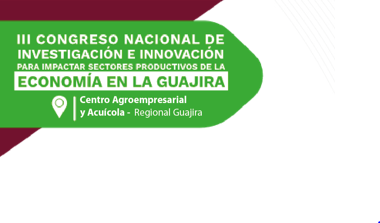 III CONGRESO NACIONAL DE
INVESTIGACIÓN E INNOVACIÓN
PARA IMPACTAR SECTORES PRODUCTIVOS DE LA
ECONOMÍA EN LA GUAJIRA
Centro Agroempresarial
y Acuícola - Regional Guajira